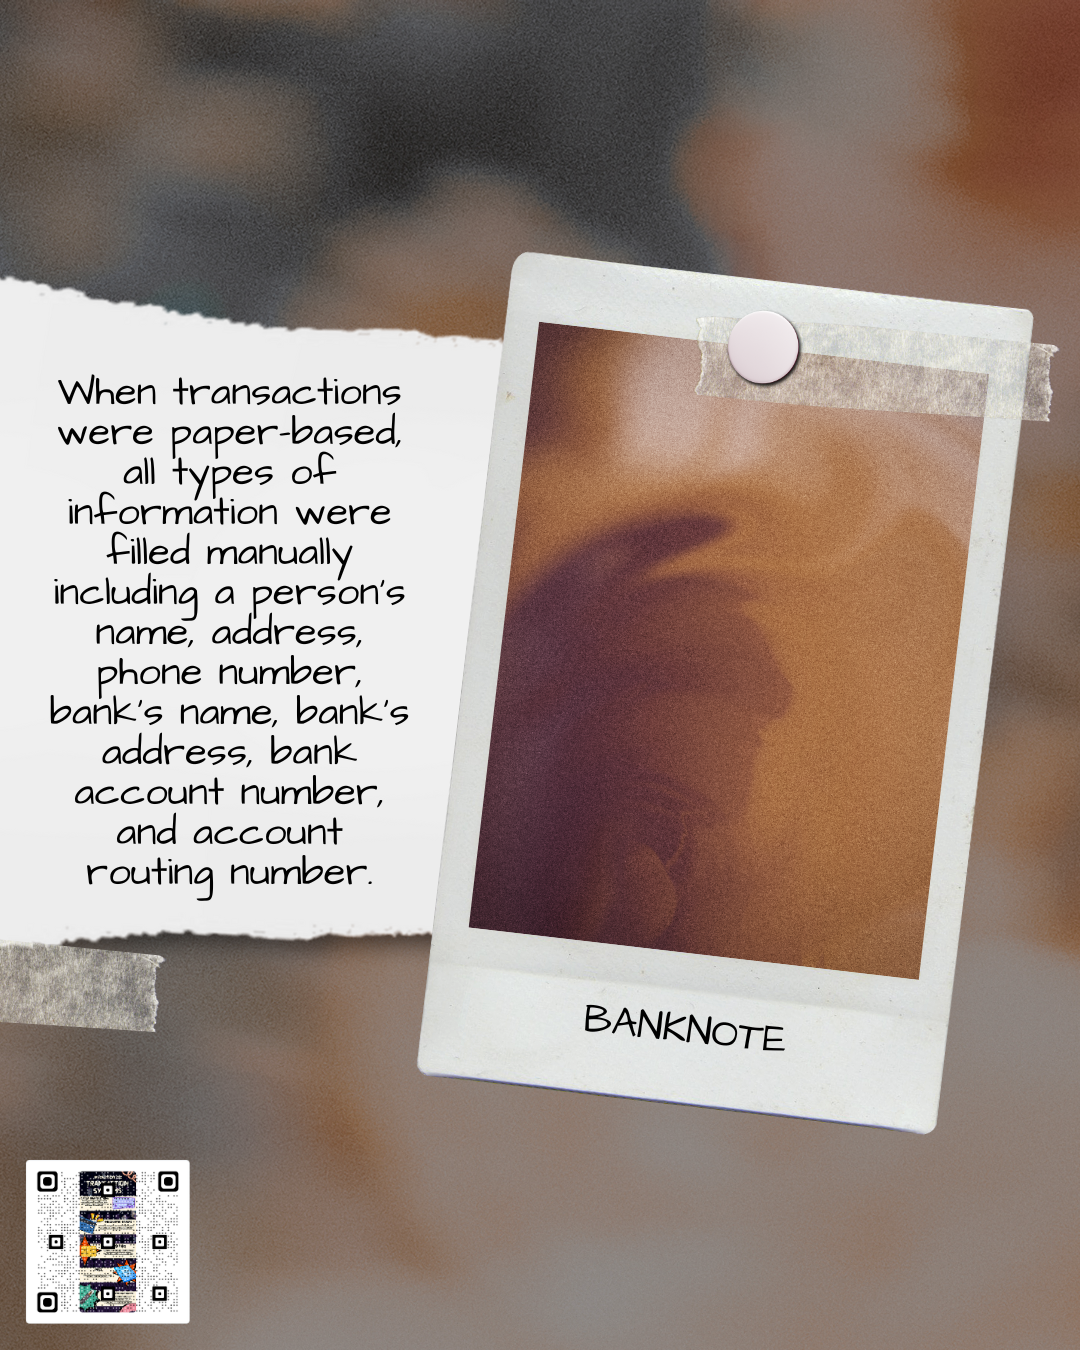 When transactions
were paper-based,
all types of
information were
filled manually
including a person's
name, address,
phone number,
bank's name, bank's
address, bank
account number,
and account
routing number.
BANKNOTE